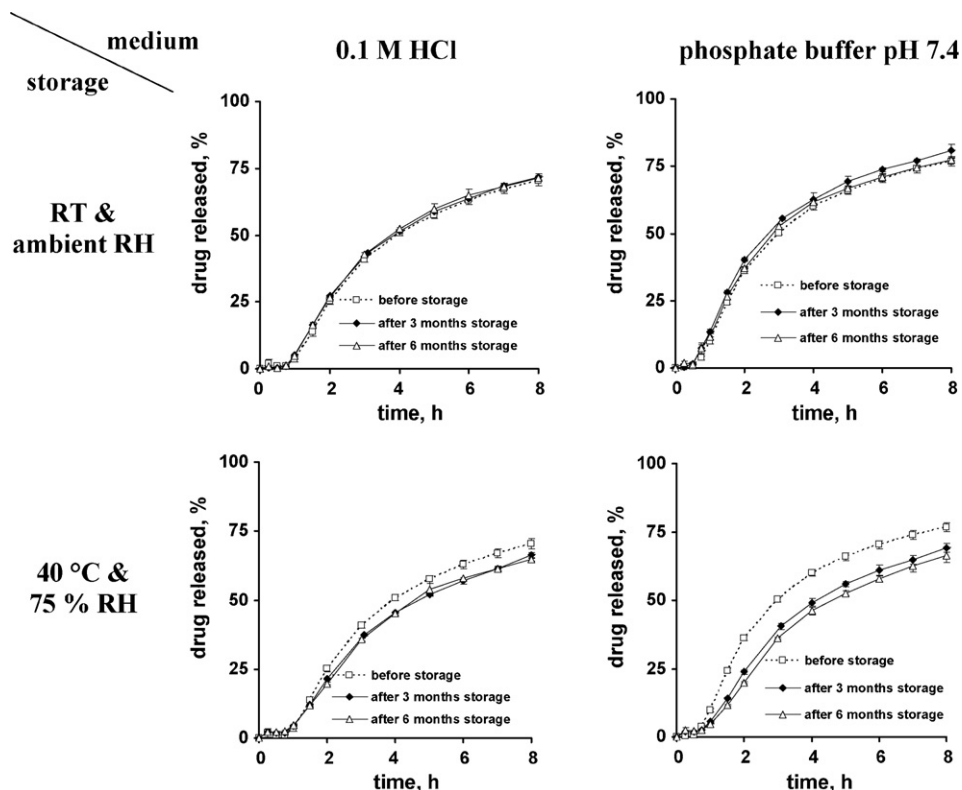 medium
storage
0.1 M HCl
phosphate buffer pH 7.4
RT &
ambient RH
drug released, %
100
75
50
25
0
before storage
after 3 months storage
after 6 months storage
0 2 4 6 8
time, h
drug released, %
100
75
50
25
0
before storage
after 3 months storage
after 6 months storage
0 2 4 6 8
time, h
40 °C &
75 % RH
drug released, %
100
75
50
25
0
before storage
after 3 months storage
after 6 months storage
0 2 4 6 8
time, h
drug released, %
100
75
50
25
0
before storage
after 3 months storage
after 6 months storage
0 2 4 6 8
time, h